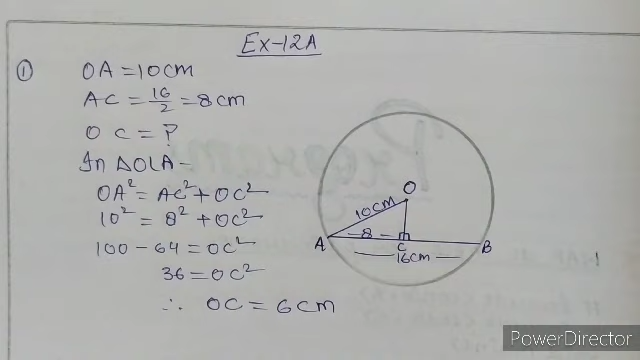 Ex-12A
① OA = 10cm
AC = 16/2 = 8cm
OC = ?
In △OCA -
OA² = AC² + OC²
10² = 8² + OC²
100 - 64 = OC²
36 = OC²
∴ OC = 6cm
O
10cm
A -8- C B
16cm
PowerDirector